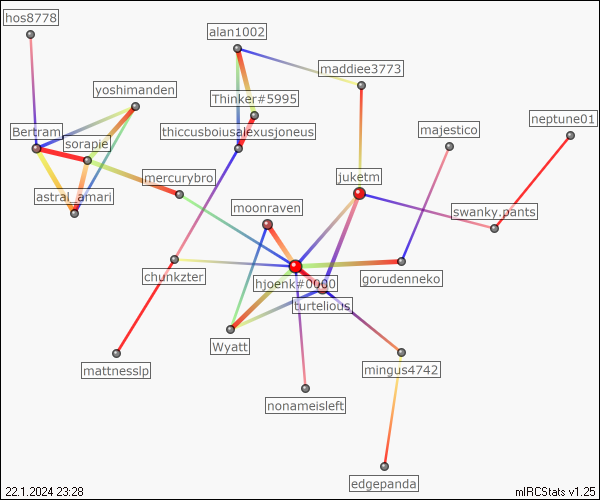 hos8778
alan1002
maddiee3773
yoshimanden
Thinker#5995
neptune01
Bertram
thiccusboiusalexusjoneus
majestico
sorapie
mercurybro
juketm
astral_amari
moonraven
swanky.pants
chunkzter
hjoenk#0000
gorudenneko
turtelious
Wyatt
mattnesslp
mingus4742
nonameisleft
edgepanda
22.1.2024 23:28
mIRCStats v1.25